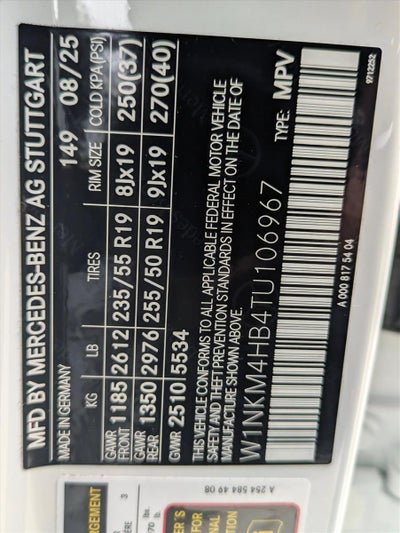 MFD BY MERCEDES-BENZ AG STUTTGART
MADE IN GERMANY 149 08/25
KG LB TIRES RIM SIZE COLD KPA (PSI)
GAWR FRONT 1185 2612 235/55 R19 8Jx19 250(37)
GAWR REAR 1350 2976 255/50 R19 9Jx19 270(40)
GWR 2510 5534
THIS VEHICLE CONFORMS TO ALL APPLICABLE FEDERAL MOTOR VEHICLE
SAFETY AND THEFT PREVENTION STANDARDS IN EFFECT ON THE DATE OF
MANUFACTURE SHOWN ABOVE.
W1NKM4HB4TU106967 TYPE: MPV
A 000 817 54 04
9712252
A 254 584 49 08